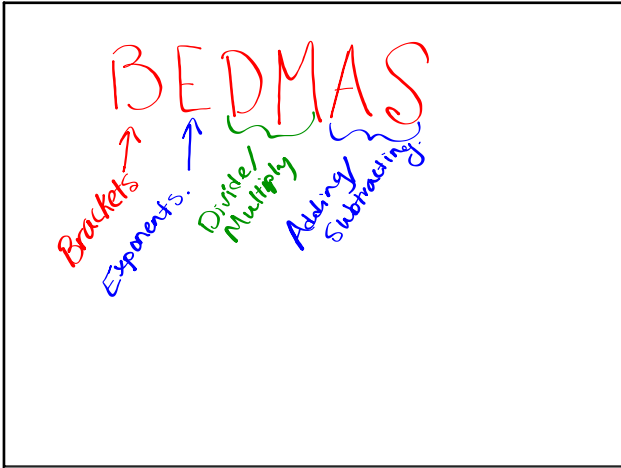 BEDMAS
Brackets
Exponents.
Divide/
Multiply
Adding/
Subtracting.